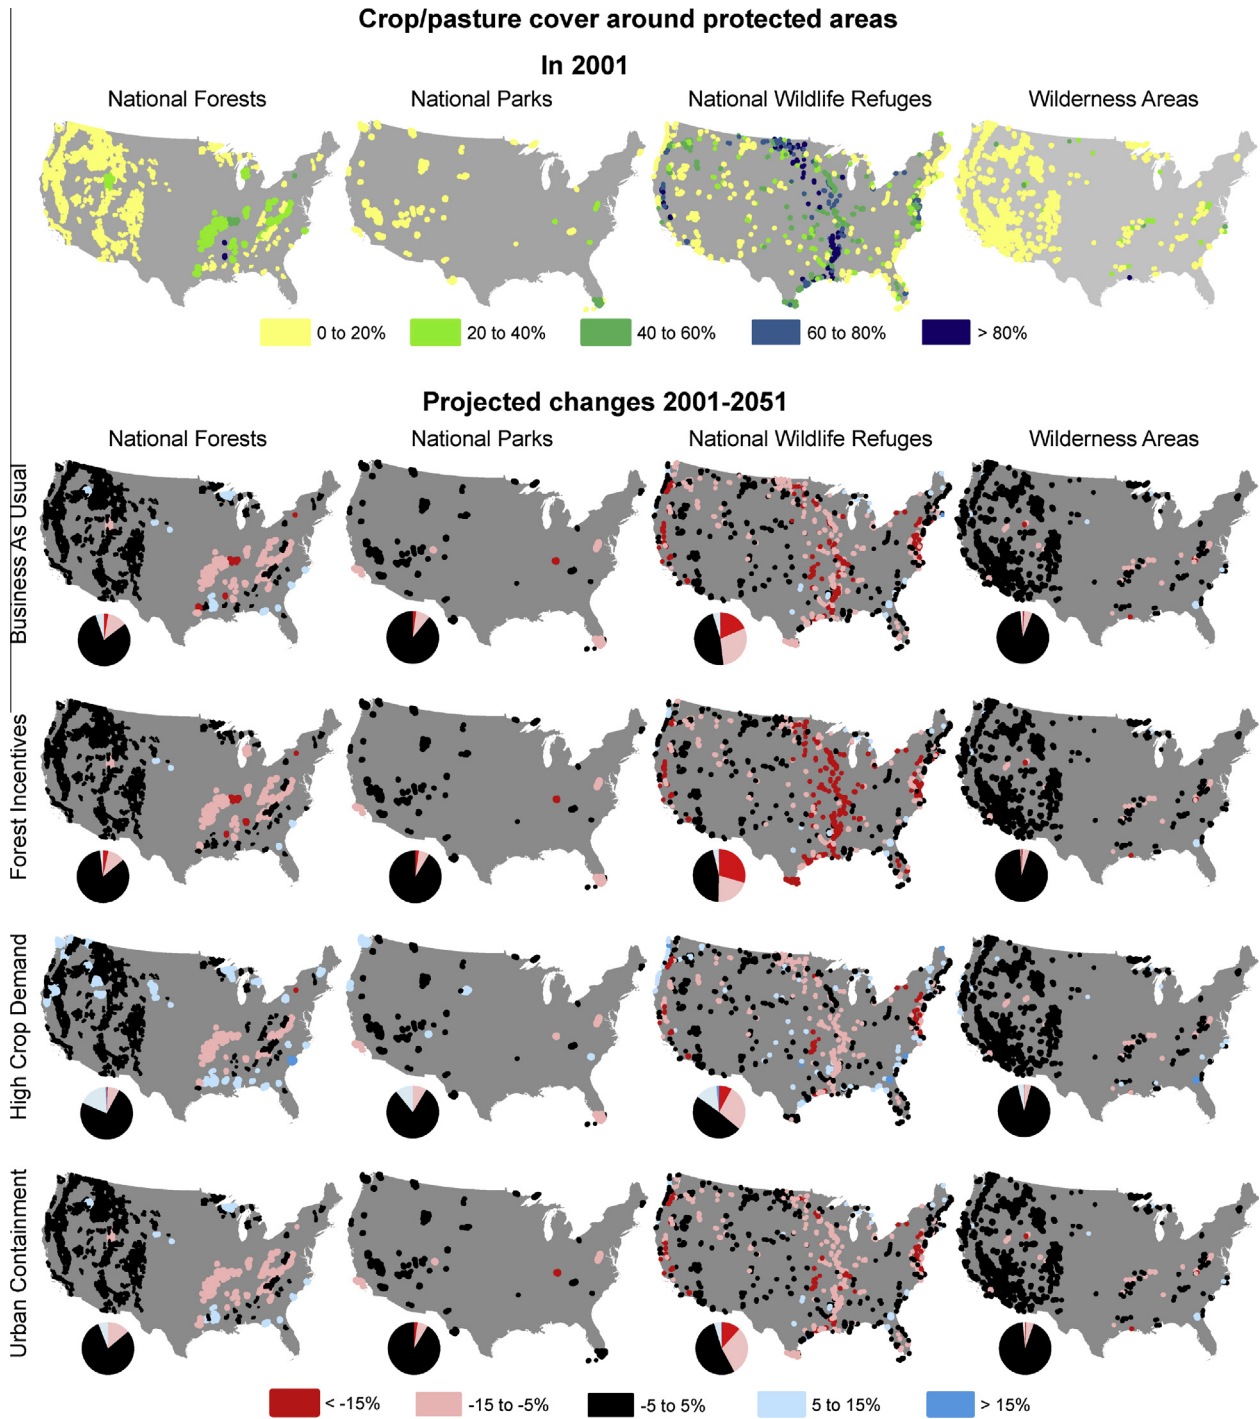 Crop/pasture cover around protected areas
In 2001
National Forests National Parks National Wildlife Refuges Wilderness Areas
0 to 20% 20 to 40% 40 to 60% 60 to 80% > 80%
Projected changes 2001-2051
National Forests National Parks National Wildlife Refuges Wilderness Areas
Business As Usual
Forest Incentives
High Crop Demand
Urban Containment
< -15% -15 to -5% -5 to 5% 5 to 15% > 15%